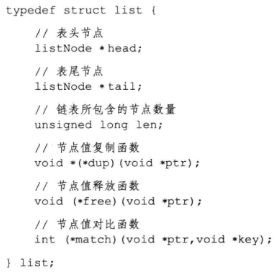 typedef struct list {
// 表头节点
listNode *head;
// 表尾节点
listNode *tail;
// 链表所包含的节点数量
unsigned long len;
// 节点值复制函数
void *(*dup)(void *ptr);
// 节点值释放函数
void (*free)(void *ptr);
// 节点值对比函数
int (*match)(void *ptr,void *key);
} list;